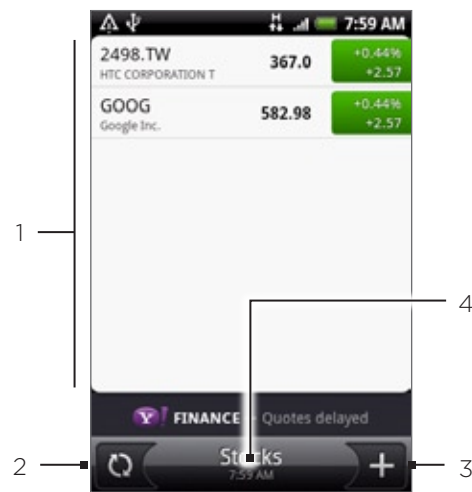 H 7:59 AM
2498.TW 367.0 +0.44%
HTC CORPORATION T +2.57
GOOG 582.98 +0.44%
Google Inc. +2.57
1
4
Y! FINANCE - Quotes delayed
2 Stocks 3
7:59 AM